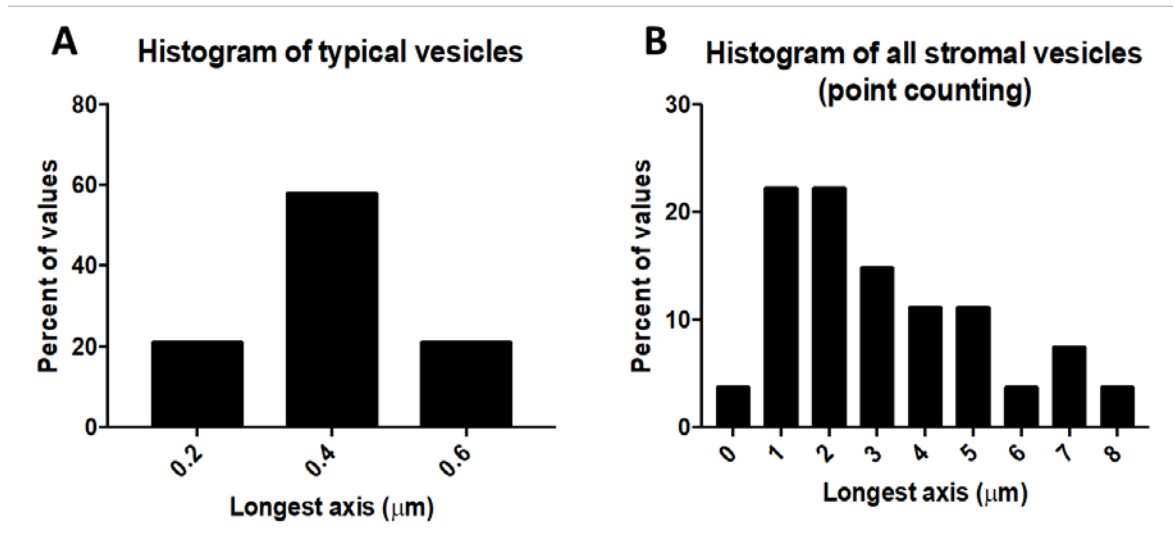 A
Histogram of typical vesicles
Percent of values
80
60
40
20
0
0.2
0.4
0.6
Longest axis (μm)
B
Histogram of all stromal vesicles
(point counting)
Percent of values
30
20
10
0
0
1
2
3
4
5
6
7
8
Longest axis (μm)